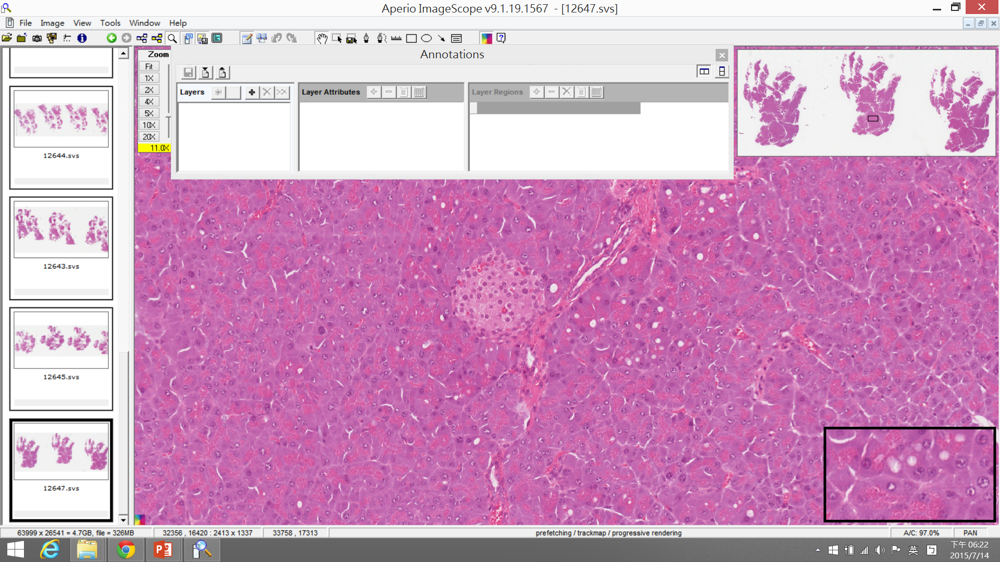 Aperio ImageScope v9.1.19.1567 - [12647.svs]
File Image View Tools Window Help
Zoom
Fit
1X
2X
4X
5X
10X
20X
11.0X
Annotations
Layers
Layer Attributes
Layer Regions
12644.svs
12643.svs
12645.svs
12647.svs
63999 x 26541 = 4.7GB, file = 326MB
32356 , 16420 : 2413 x 1337
33758 , 17313
prefetching / trackmap / progressive rendering
A/C: 97.0%
PAN
英
下午 06:22
2015/7/14